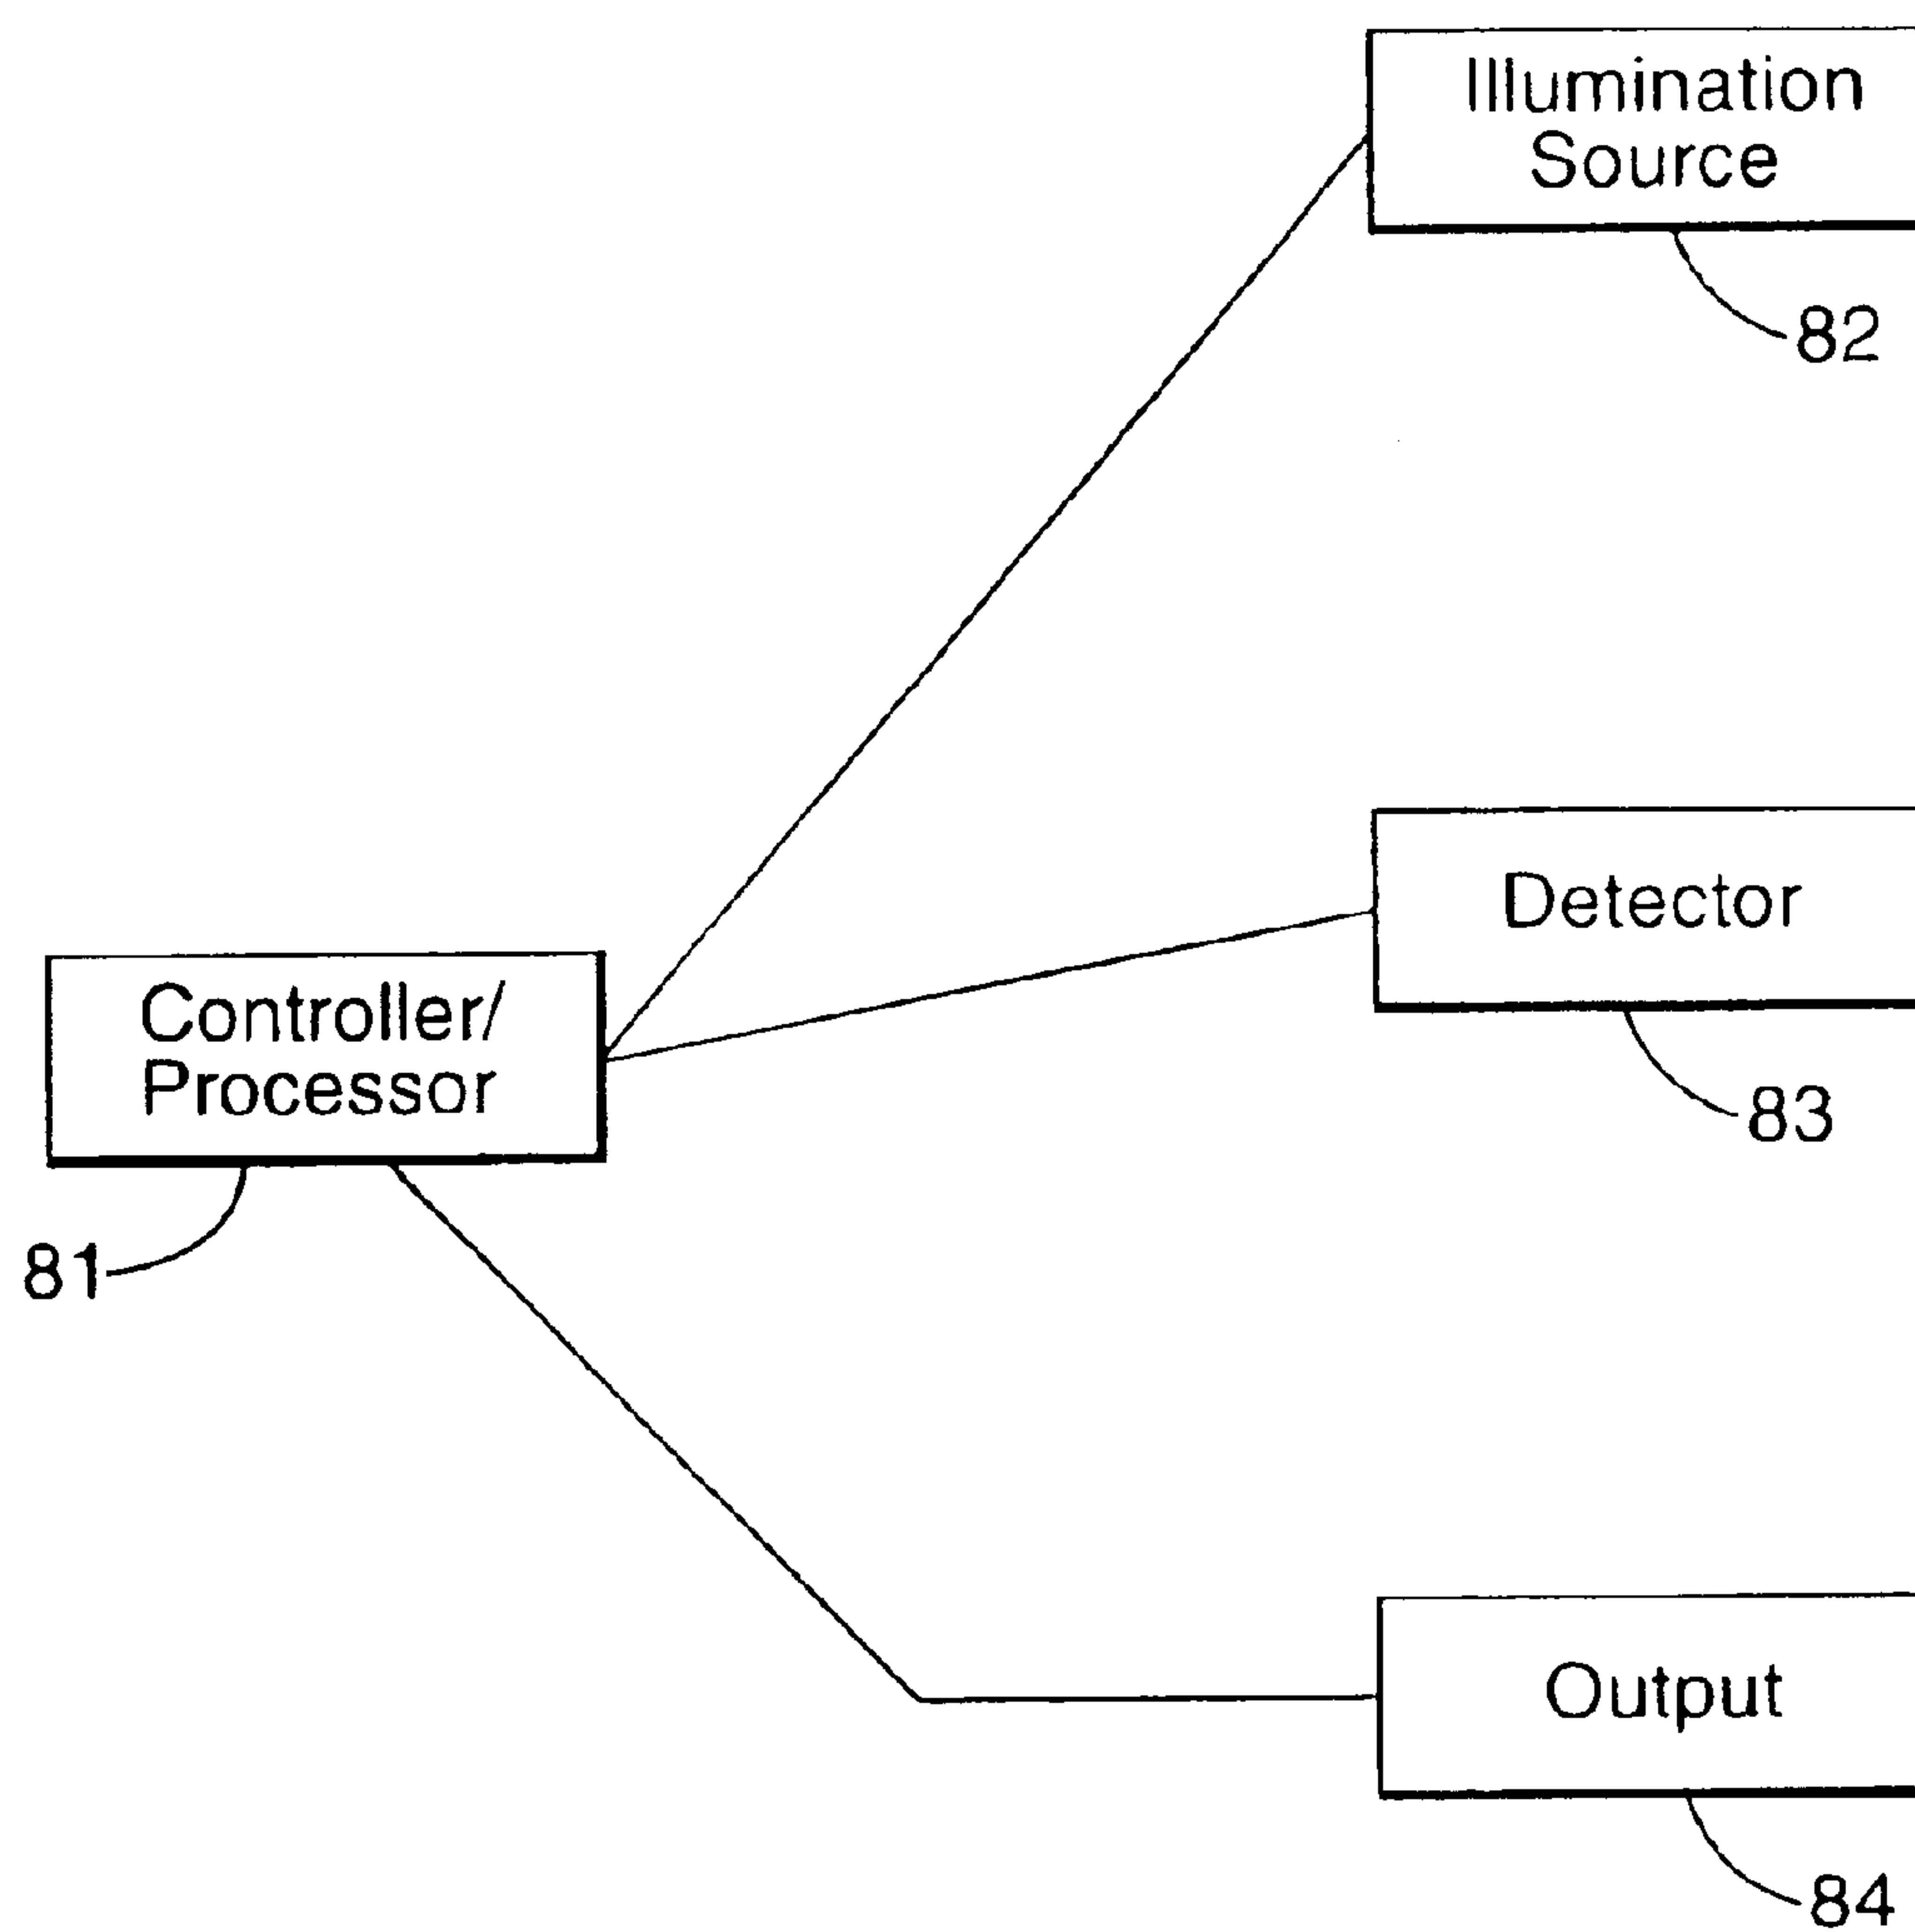 Illumination
Source
82
Detector
83
Controller/
Processor
81
Output
84